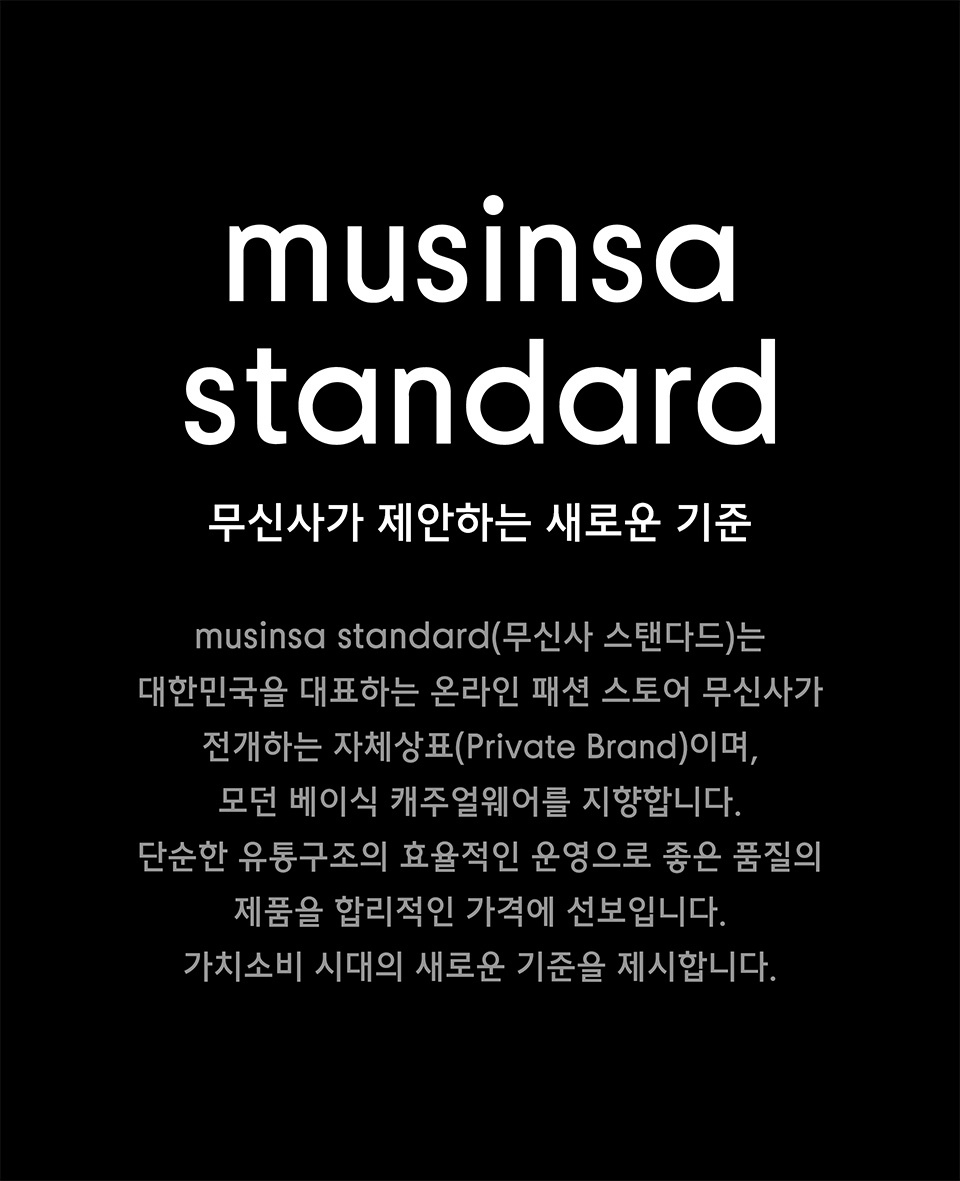 musinsa
standard
무신사가 제안하는 새로운 기준
musinsa standard(무신사 스탠다드)는
대한민국을 대표하는 온라인 패션 스토어 무신사가
전개하는 자체상표(Private Brand)이며,
모던 베이식 캐주얼웨어를 지향합니다.
단순한 유통구조의 효율적인 운영으로 좋은 품질의
제품을 합리적인 가격에 선보입니다.
가치소비 시대의 새로운 기준을 제시합니다.